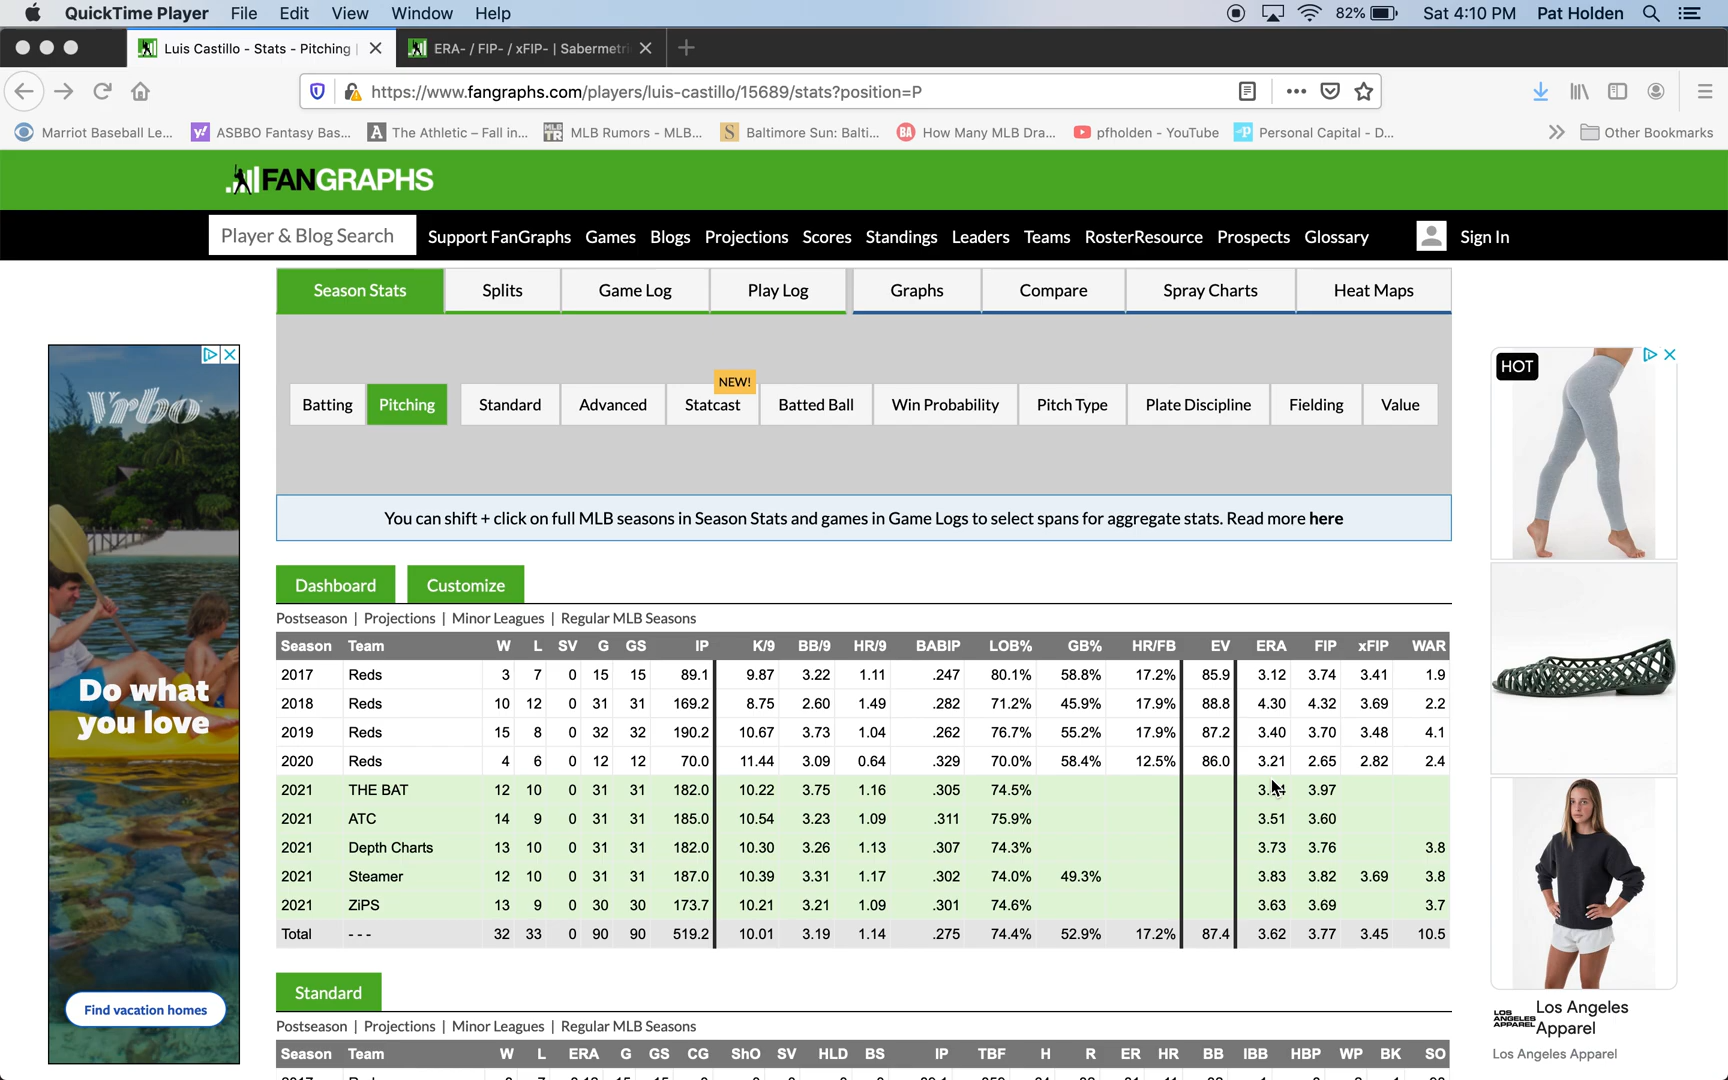 QuickTime Player File Edit View Window Help 82% Sat 4:10 PM Pat Holden
Luis Castillo - Stats - Pitching | ERA- / FIP- / xFIP- | Sabermetri
https://www.fangraphs.com/players/luis-castillo/15689/stats?position=P
Marriot Baseball Le... ASBBO Fantasy Bas... The Athletic – Fall in... MLB Rumors - MLB... Baltimore Sun: Balti... How Many MLB Dra... pfholden - YouTube Personal Capital - D... Other Bookmarks
FANGRAPHS
Player & Blog Search Support FanGraphs Games Blogs Projections Scores Standings Leaders Teams RosterResource Prospects Glossary Sign In
Season Stats Splits Game Log Play Log Graphs Compare Spray Charts Heat Maps
NEW!
Batting Pitching Standard Advanced Statcast Batted Ball Win Probability Pitch Type Plate Discipline Fielding Value
You can shift + click on full MLB seasons in Season Stats and games in Game Logs to select spans for aggregate stats. Read more here
Dashboard Customize
Postseason | Projections | Minor Leagues | Regular MLB Seasons
Season Team W L SV G GS IP K/9 BB/9 HR/9 BABIP LOB% GB% HR/FB EV ERA FIP xFIP WAR
2017 Reds 3 7 0 15 15 89.1 9.87 3.22 1.11 .247 80.1% 58.8% 17.2% 85.9 3.12 3.74 3.41 1.9
2018 Reds 10 12 0 31 31 169.2 8.75 2.60 1.49 .282 71.2% 45.9% 17.9% 88.8 4.30 4.32 3.69 2.2
2019 Reds 15 8 0 32 32 190.2 10.67 3.73 1.04 .262 76.7% 55.2% 17.9% 87.2 3.40 3.70 3.48 4.1
2020 Reds 4 6 0 12 12 70.0 11.44 3.09 0.64 .329 70.0% 58.4% 12.5% 86.0 3.21 2.65 2.82 2.4
2021 THE BAT 12 10 0 31 31 182.0 10.22 3.75 1.16 .305 74.5% 3.97
2021 ATC 14 9 0 31 31 185.0 10.54 3.23 1.09 .311 75.9% 3.51 3.60
2021 Depth Charts 13 10 0 31 31 182.0 10.30 3.26 1.13 .307 74.3% 3.73 3.76 3.8
2021 Steamer 12 10 0 31 31 187.0 10.39 3.31 1.17 .302 74.0% 49.3% 3.83 3.82 3.69 3.8
2021 ZiPS 13 9 0 30 30 173.7 10.21 3.21 1.09 .301 74.6% 3.63 3.69 3.7
Total - - - 32 33 0 90 90 519.2 10.01 3.19 1.14 .275 74.4% 52.9% 17.2% 87.4 3.62 3.77 3.45 10.5
Standard
Postseason | Projections | Minor Leagues | Regular MLB Seasons
Season Team W L ERA G GS CG ShO SV HLD BS IP TBF H R ER HR BB IBB HBP WP BK SO
Vrbo
Do what
you love
Find vacation homes
HOT
LOS ANGELES APPAREL
Los Angeles
Apparel
Los Angeles Apparel